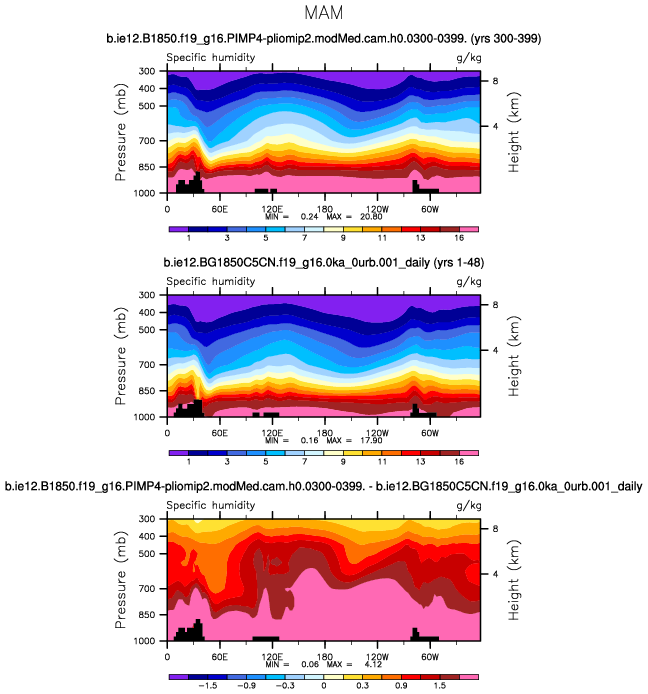 MAM
b.ie12.B1850.f19_g16.PIMP4-pliomip2.modMed.cam.h0.0300-0399. (yrs 300-399)
Specific humidity g/kg
300
400
500
700
850
1000
Pressure (mb)
8
4
Height (km)
0 60E 120E 180 120W 60W
MIN = 0.24 MAX = 20.80
1 3 5 7 9 11 13 16
b.ie12.BG1850C5CN.f19_g16.0ka_0urb.001_daily (yrs 1-48)
Specific humidity g/kg
300
400
500
700
850
1000
Pressure (mb)
8
4
Height (km)
0 60E 120E 180 120W 60W
MIN = 0.16 MAX = 17.90
1 3 5 7 9 11 13 16
b.ie12.B1850.f19_g16.PIMP4-pliomip2.modMed.cam.h0.0300-0399. - b.ie12.BG1850C5CN.f19_g16.0ka_0urb.001_daily
Specific humidity g/kg
300
400
500
700
850
1000
Pressure (mb)
8
4
Height (km)
0 60E 120E 180 120W 60W
MIN = 0.06 MAX = 4.12
-1.5 -0.9 -0.3 0 0.3 0.9 1.5